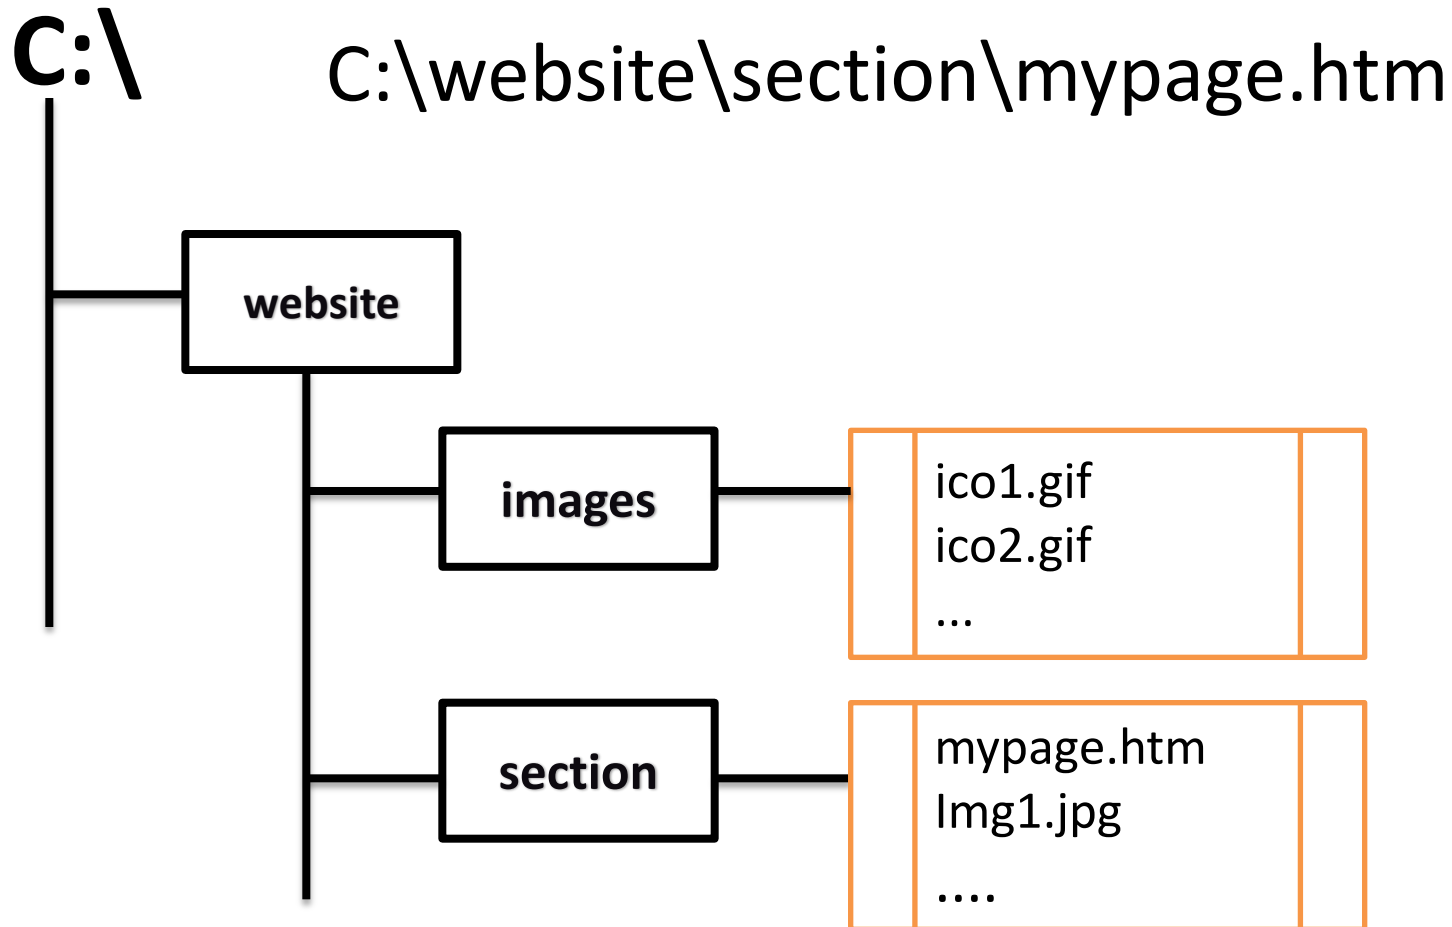 C:\
C:\website\section\mypage.htm
website
images
ico1.gif
ico2.gif
...
section
mypage.htm
Img1.jpg
....